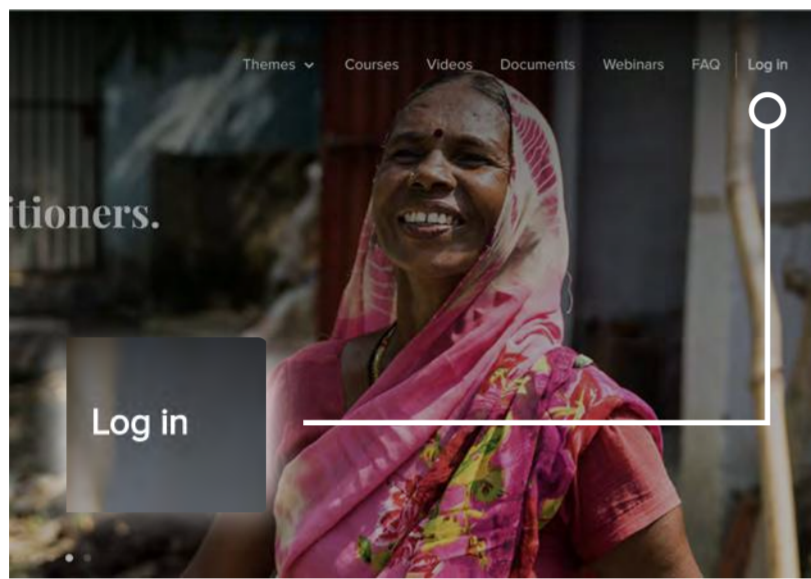 Themes Courses Videos Documents Webinars FAQ Log in
itioners.
Log in